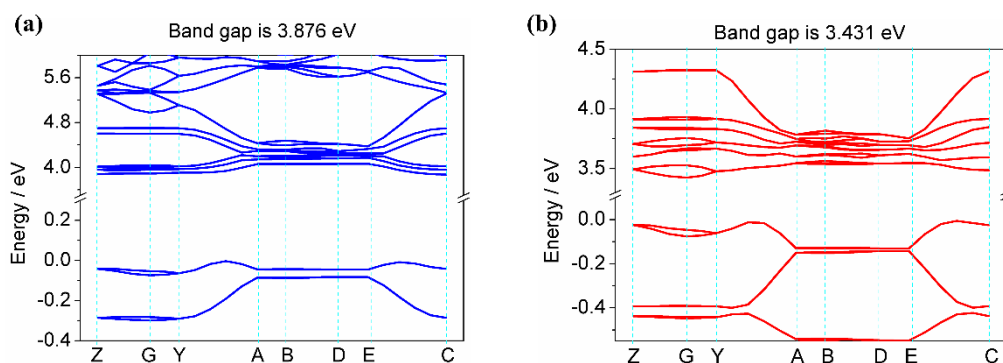 (a)
Band gap is 3.876 eV
Energy / eV
5.6
4.8
4.0
0.2
0.0
-0.2
-0.4
Z G Y A B D E C
(b)
Band gap is 3.431 eV
Energy / eV
4.5
4.0
3.5
0.0
-0.2
-0.4
Z G Y A B D E C